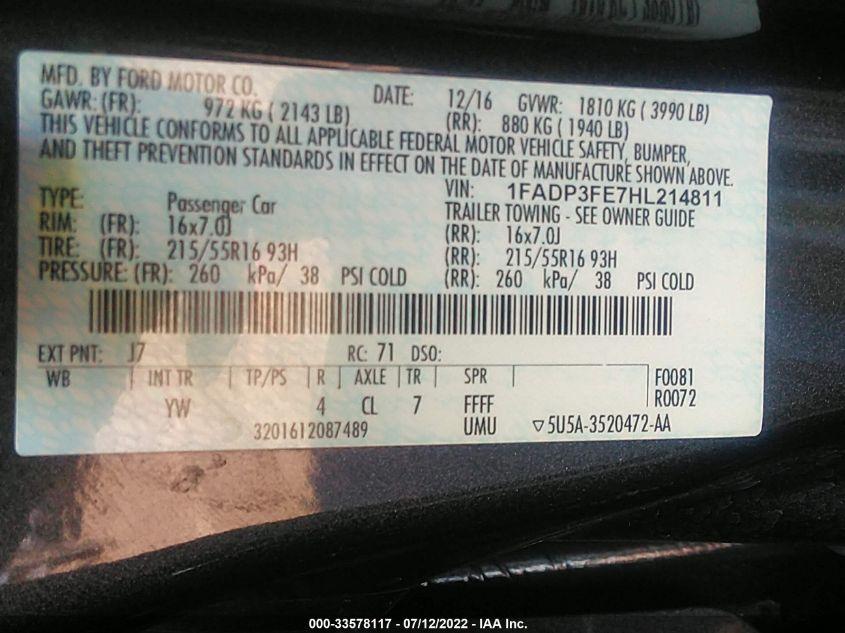 MFD. BY FORD MOTOR CO. DATE: 12/16 GVWR: 1810 KG ( 3990 LB)
GAWR: (FR): 972 KG ( 2143 LB) (RR): 880 KG ( 1940 LB)
THIS VEHICLE CONFORMS TO ALL APPLICABLE FEDERAL MOTOR VEHICLE SAFETY, BUMPER,
AND THEFT PREVENTION STANDARDS IN EFFECT ON THE DATE OF MANUFACTURE SHOWN ABOVE.
VIN: 1FADP3FE7HL214811
TYPE: Passenger Car TRAILER TOWING - SEE OWNER GUIDE
RIM: (FR): 16x7.0J (RR): 16x7.0J
TIRE: (FR): 215/55R16 93H (RR): 215/55R16 93H
PRESSURE: (FR): 260 kPa/ 38 PSI COLD (RR): 260 kPa/ 38 PSI COLD
EXT PNT: J7 RC: 71 DSO:
WB INT TR TP/PS R AXLE TR SPR F0081
YW 4 CL 7 FFFF R0072
3201612087489 UMU ▽5U5A-3520472-AA
000-33578117 - 07/12/2022 - IAA Inc.